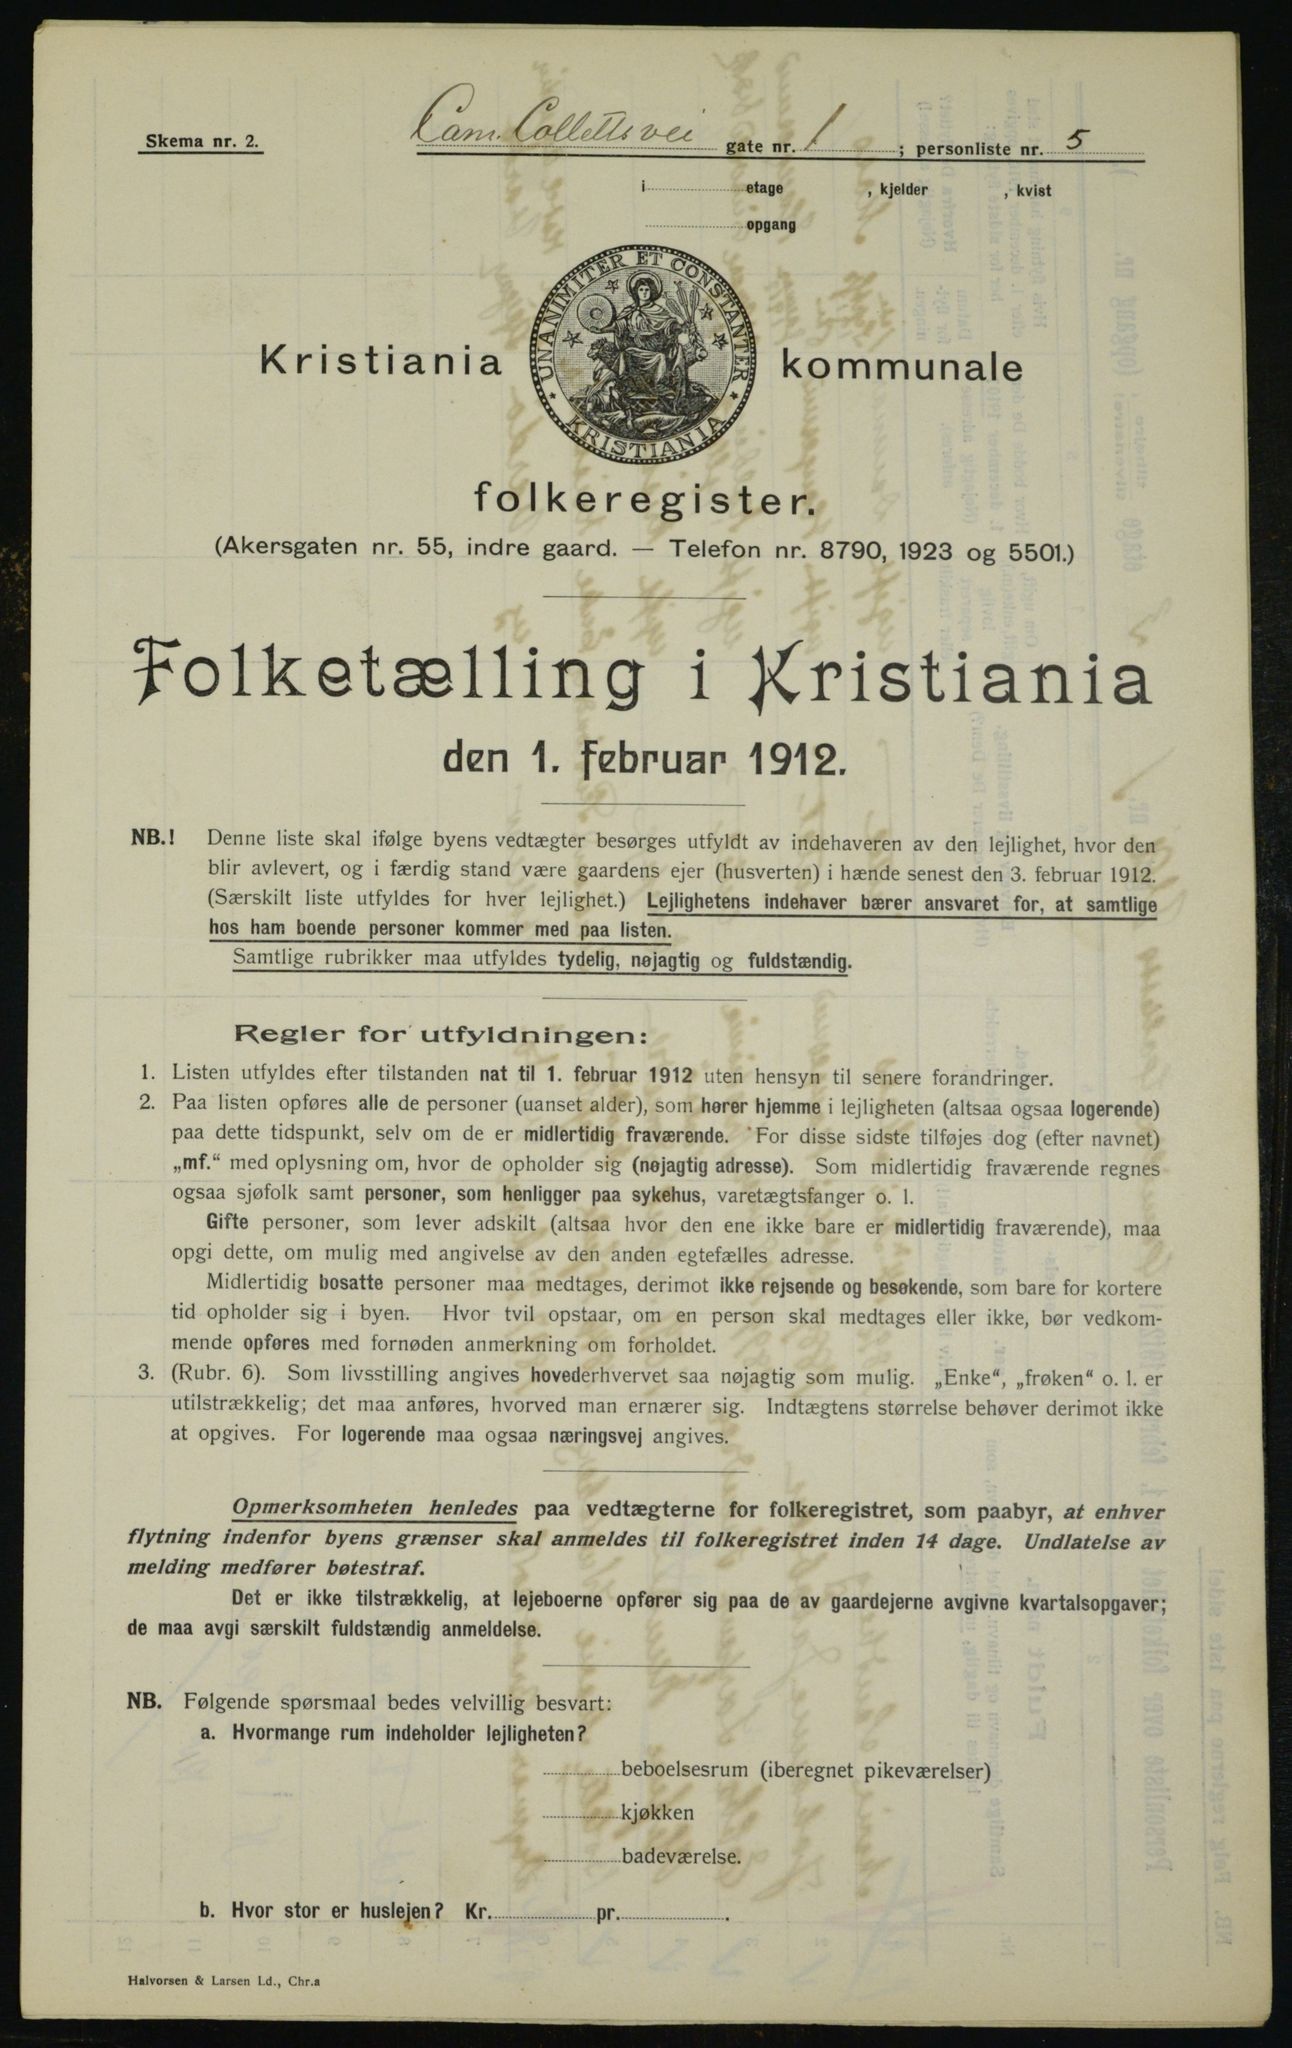 Skema nr. 2.
Cam. Collettsvei gate nr. 1 ; personliste nr. 5
i etage , kjelder , kvist
opgang
UNANIMITER ET CONSTANTER
KRISTIANIA
Kristiania kommunale
folkeregister.
(Akersgaten nr. 55, indre gaard. — Telefon nr. 8790, 1923 og 5501.)
Folketælling i Kristiania
den 1. februar 1912.
NB.! Denne liste skal ifølge byens vedtægter besørges utfyldt av indehaveren av den lejlighet, hvor den
blir avlevert, og i færdig stand være gaardens ejer (husverten) i hænde senest den 3. februar 1912.
(Særskilt liste utfyldes for hver lejlighet.) Lejlighetens indehaver bærer ansvaret for, at samtlige
hos ham boende personer kommer med paa listen.
Samtlige rubrikker maa utfyldes tydelig, nøjagtig og fuldstændig.
Regler for utfyldningen:
1. Listen utfyldes efter tilstanden nat til 1. februar 1912 uten hensyn til senere forandringer.
2. Paa listen opføres alle de personer (uanset alder), som hører hjemme i lejligheten (altsaa ogsaa logerende)
paa dette tidspunkt, selv om de er midlertidig fraværende. For disse sidste tilføjes dog (efter navnet)
„mf.“ med oplysning om, hvor de opholder sig (nøjagtig adresse). Som midlertidig fraværende regnes
ogsaa sjøfolk samt personer, som henligger paa sykehus, varetægtsfanger o. l.
Gifte personer, som lever adskilt (altsaa hvor den ene ikke bare er midlertidig fraværende), maa
opgi dette, om mulig med angivelse av den anden egtefælles adresse.
Midlertidig bosatte personer maa medtages, derimot ikke rejsende og besøkende, som bare for kortere
tid opholder sig i byen. Hvor tvil opstaar, om en person skal medtages eller ikke, bør vedkom-
mende opføres med fornøden anmerkning om forholdet.
3. (Rubr. 6). Som livsstilling angives hovederhvervet saa nøjagtig som mulig. „Enke“, „frøken“ o. l. er
utilstrækkelig; det maa anføres, hvorved man ernærer sig. Indtægtens størrelse behøver derimot ikke
at opgives. For logerende maa ogsaa næringsvej angives.
Opmerksomheten henledes paa vedtægterne for folkeregistret, som paabyr, at enhver
flytning indenfor byens grænser skal anmeldes til folkeregistret inden 14 dage. Undlatelse av
melding medfører bøtestraf.
Det er ikke tilstrækkelig, at lejeboerne opfører sig paa de av gaardejerne avgivne kvartalsopgaver;
de maa avgi særskilt fuldstændig anmeldelse.
NB. Følgende spørsmaal bedes velvillig besvart:
a. Hvormange rum indeholder lejligheten?
beboelsesrum (iberegnet pikeværelser)
kjøkken
badeværelse.
b. Hvor stor er huslejen? Kr. pr. .
Halvorsen & Larsen Ld., Chr.a